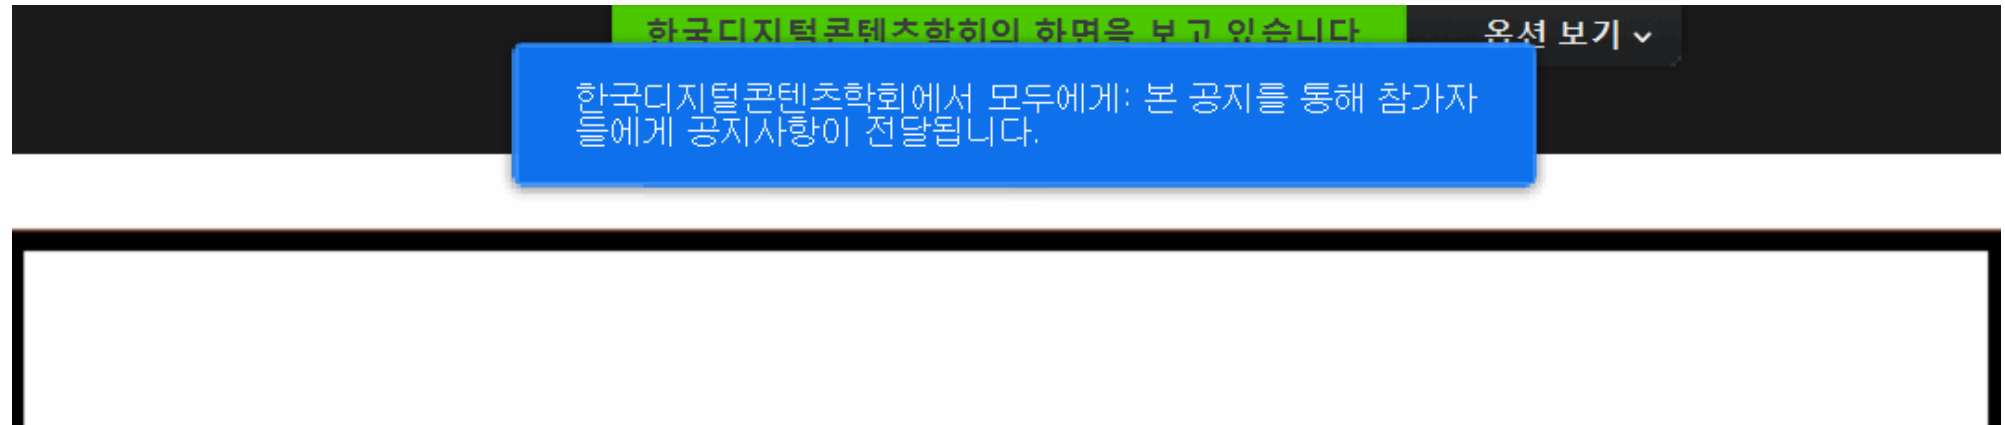 한국디지털콘텐츠학회의 화면을 보고 있습니다
옵션 보기
한국디지털콘텐츠학회에서 모두에게: 본 공지를 통해 참가자
들에게 공지사항이 전달됩니다.